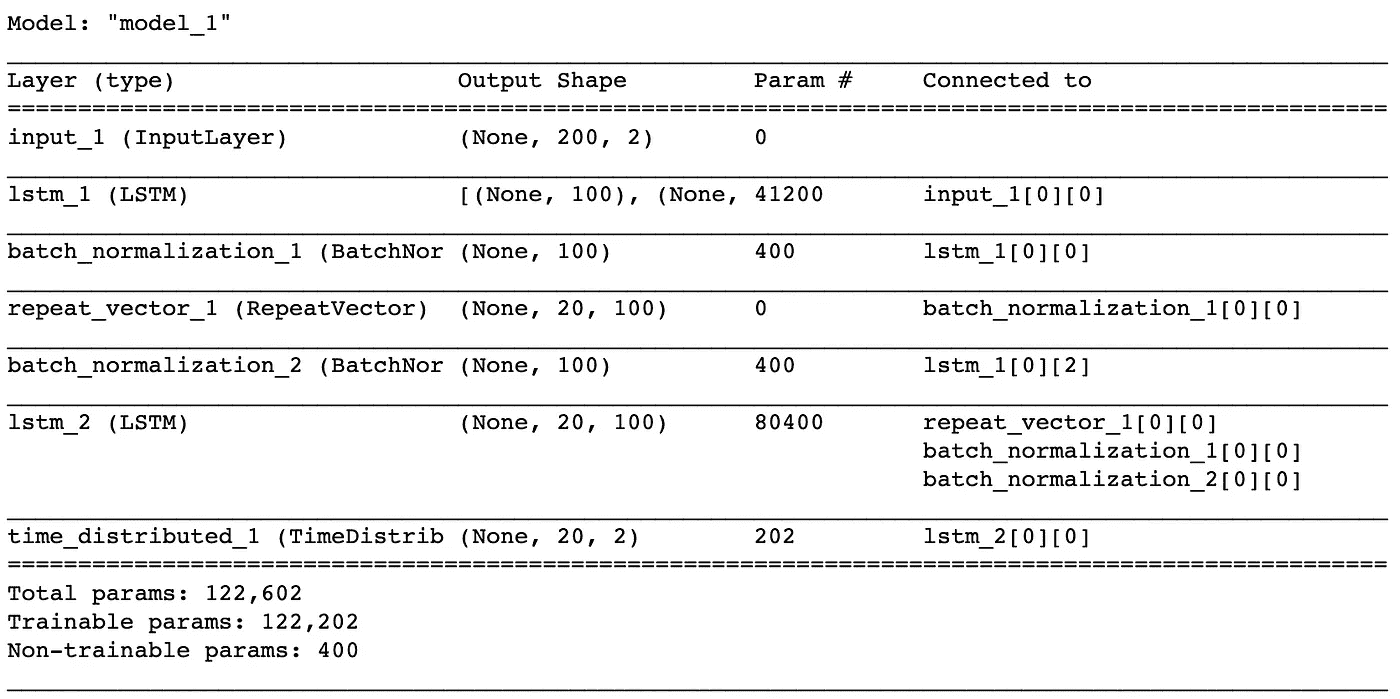 Model: "model_1"
Layer (type) Output Shape Param # Connected to
input_1 (InputLayer) (None, 200, 2) 0
lstm_1 (LSTM) [(None, 100), (None, 41200 input_1[0][0]
batch_normalization_1 (BatchNor (None, 100) 400 lstm_1[0][0]
repeat_vector_1 (RepeatVector) (None, 20, 100) 0 batch_normalization_1[0][0]
batch_normalization_2 (BatchNor (None, 100) 400 lstm_1[0][2]
lstm_2 (LSTM) (None, 20, 100) 80400 repeat_vector_1[0][0]
batch_normalization_1[0][0]
batch_normalization_2[0][0]
time_distributed_1 (TimeDistrib (None, 20, 2) 202 lstm_2[0][0]
Total params: 122,602
Trainable params: 122,202
Non-trainable params: 400